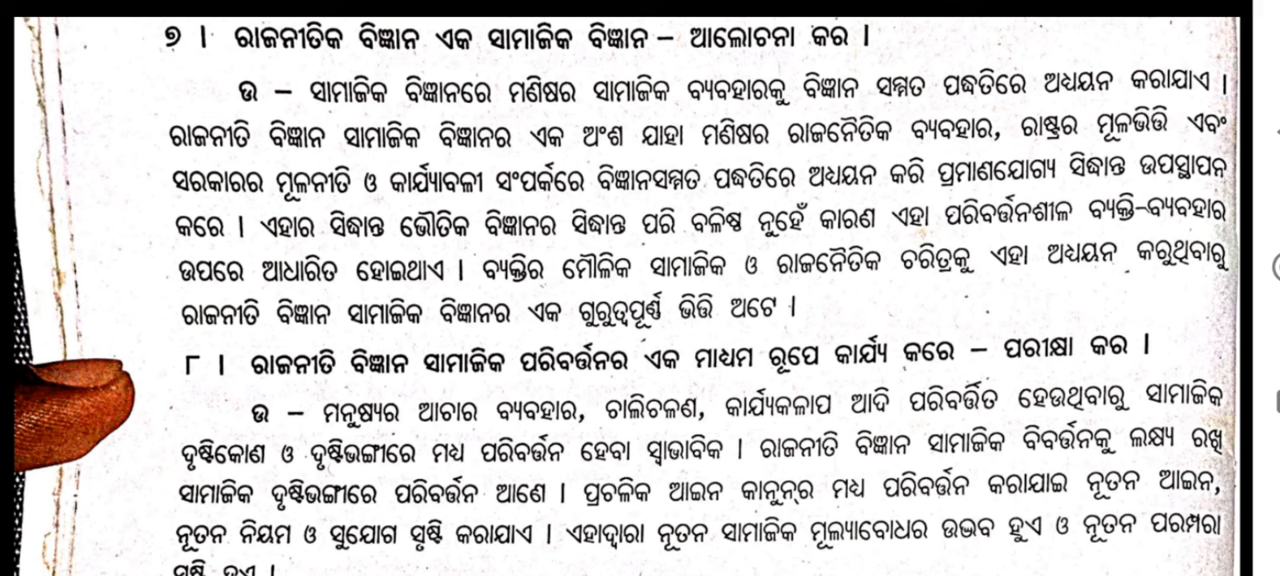 ୭ । ରାଜନୀତିକ ବିଜ୍ଞାନ ଏକ ସାମାଜିକ ବିଜ୍ଞାନ – ଆଲୋଚନା କର ।
ଉ – ସାମାଜିକ ବିଜ୍ଞାନରେ ମଣିଷର ସାମାଜିକ ବ୍ୟବହାରକୁ ବିଜ୍ଞାନ ସମ୍ମତ ପଦ୍ଧତିରେ ଅଧ୍ୟୟନ କରାଯାଏ ।
ରାଜନୀତି ବିଜ୍ଞାନ ସାମାଜିକ ବିଜ୍ଞାନର ଏକ ଅଂଶ ଯାହା ମଣିଷର ରାଜନୈତିକ ବ୍ୟବହାର, ରାଷ୍ଟ୍ରର ମୂଳଭିତ୍ତି ଏବଂ
ସରକାରର ମୂଳନୀତି ଓ କାର୍ଯ୍ୟାବଳୀ ସଂପର୍କରେ ବିଜ୍ଞାନସମ୍ମତ ପଦ୍ଧତିରେ ଅଧ୍ୟୟନ କରି ପ୍ରମାଣଯୋଗ୍ୟ ସିଦ୍ଧାନ୍ତ ଉପସ୍ଥାପନ
କରେ । ଏହାର ସିଦ୍ଧାନ୍ତ ଭୌତିକ ବିଜ୍ଞାନର ସିଦ୍ଧାନ୍ତ ପରି ବଳିଷ୍ଠ ନୁହେଁ କାରଣ ଏହା ପରିବର୍ତ୍ତନଶୀଳ ବ୍ୟକ୍ତି-ବ୍ୟବହାର
ଉପରେ ଆଧାରିତ ହୋଇଥାଏ । ବ୍ୟକ୍ତିର ମୌଳିକ ସାମାଜିକ ଓ ରାଜନୈତିକ ଚରିତ୍ରକୁ ଏହା ଅଧ୍ୟୟନ କରୁଥିବାରୁ
ରାଜନୀତି ବିଜ୍ଞାନ ସାମାଜିକ ବିଜ୍ଞାନର ଏକ ଗୁରୁତ୍ୱପୂର୍ଣ୍ଣ ଭିତ୍ତି ଅଟେ ।
୮ । ରାଜନୀତି ବିଜ୍ଞାନ ସାମାଜିକ ପରିବର୍ତ୍ତନର ଏକ ମାଧ୍ୟମ ରୂପେ କାର୍ଯ୍ୟ କରେ – ପରୀକ୍ଷା କର ।
ଉ – ମନୁଷ୍ୟର ଆଚାର ବ୍ୟବହାର, ଚାଲିଚଳଣ, କାର୍ଯ୍ୟକଳାପ ଆଦି ପରିବର୍ତ୍ତିତ ହେଉଥିବାରୁ ସାମାଜିକ
ଦୃଷ୍ଟିକୋଣ ଓ ଦୃଷ୍ଟିଭଙ୍ଗୀରେ ମଧ୍ୟ ପରିବର୍ତ୍ତନ ହେବା ସ୍ୱାଭାବିକ । ରାଜନୀତି ବିଜ୍ଞାନ ସାମାଜିକ ବିବର୍ତ୍ତନକୁ ଲକ୍ଷ୍ୟ ରଖି
ସାମାଜିକ ଦୃଷ୍ଟିଭଙ୍ଗୀରେ ପରିବର୍ତ୍ତନ ଆଣେ । ପ୍ରଚଳିକ ଆଇନ କାନୁନ୍‌ର ମଧ୍ୟ ପରିବର୍ତ୍ତନ କରାଯାଇ ନୂତନ ଆଇନ,
ନୂତନ ନିୟମ ଓ ସୁଯୋଗ ସୃଷ୍ଟି କରାଯାଏ । ଏହାଦ୍ୱାରା ନୂତନ ସାମାଜିକ ମୂଲ୍ୟାବୋଧର ଉଦ୍ଭବ ହୁଏ ଓ ନୂତନ ପରମ୍ପରା